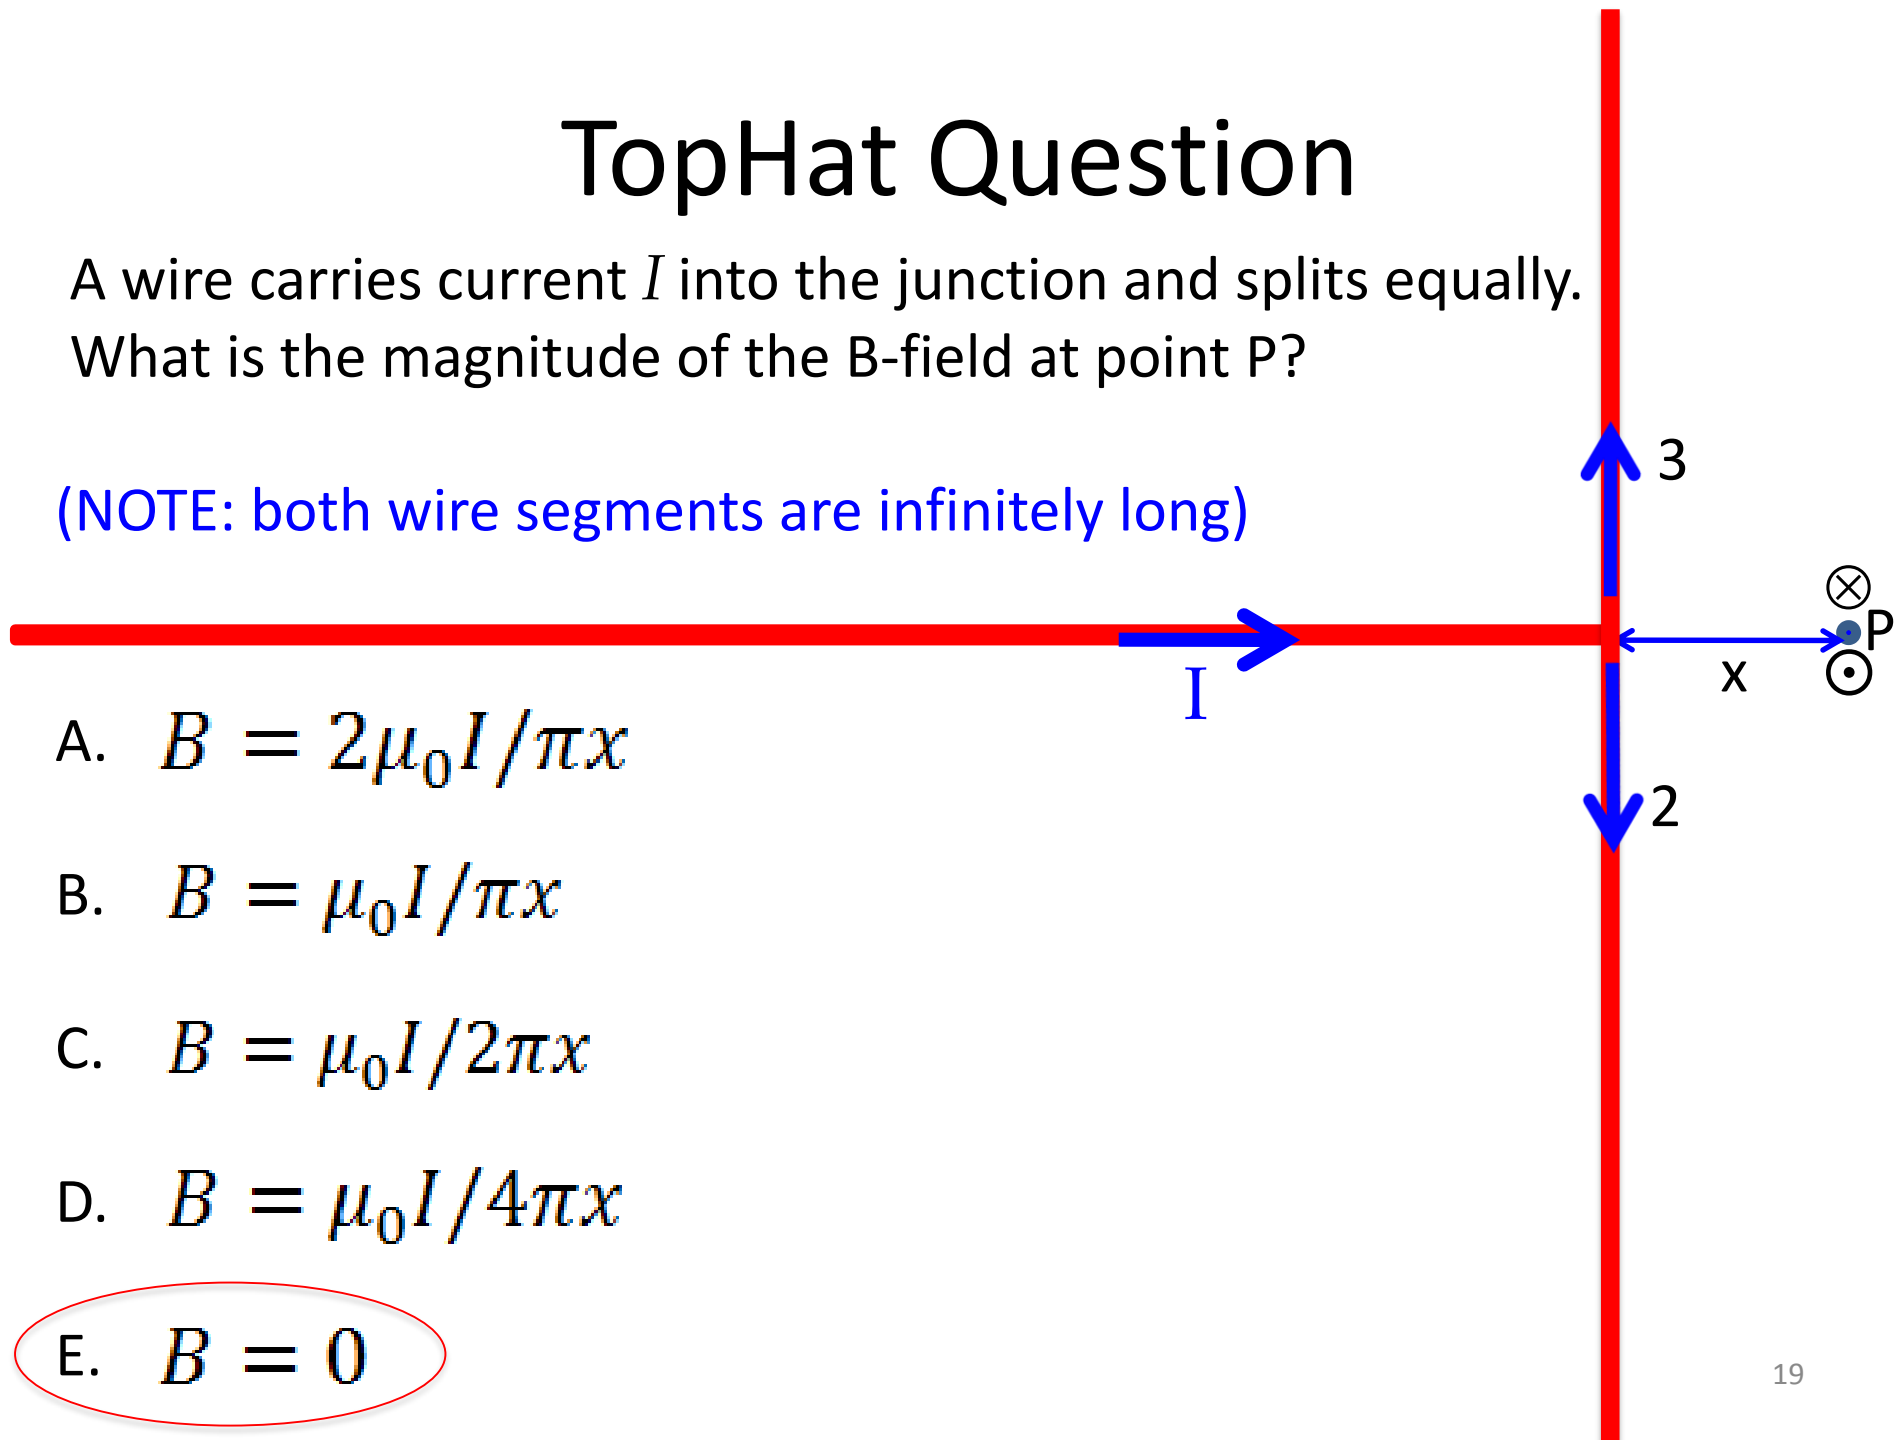 TopHat Question
A wire carries current I into the junction and splits equally.
What is the magnitude of the B-field at point P?
(NOTE: both wire segments are infinitely long)
3
P
x
I
2
A. B = 2μ₀I/πx
B. B = μ₀I/πx
C. B = μ₀I/2πx
D. B = μ₀I/4πx
E. B = 0
19